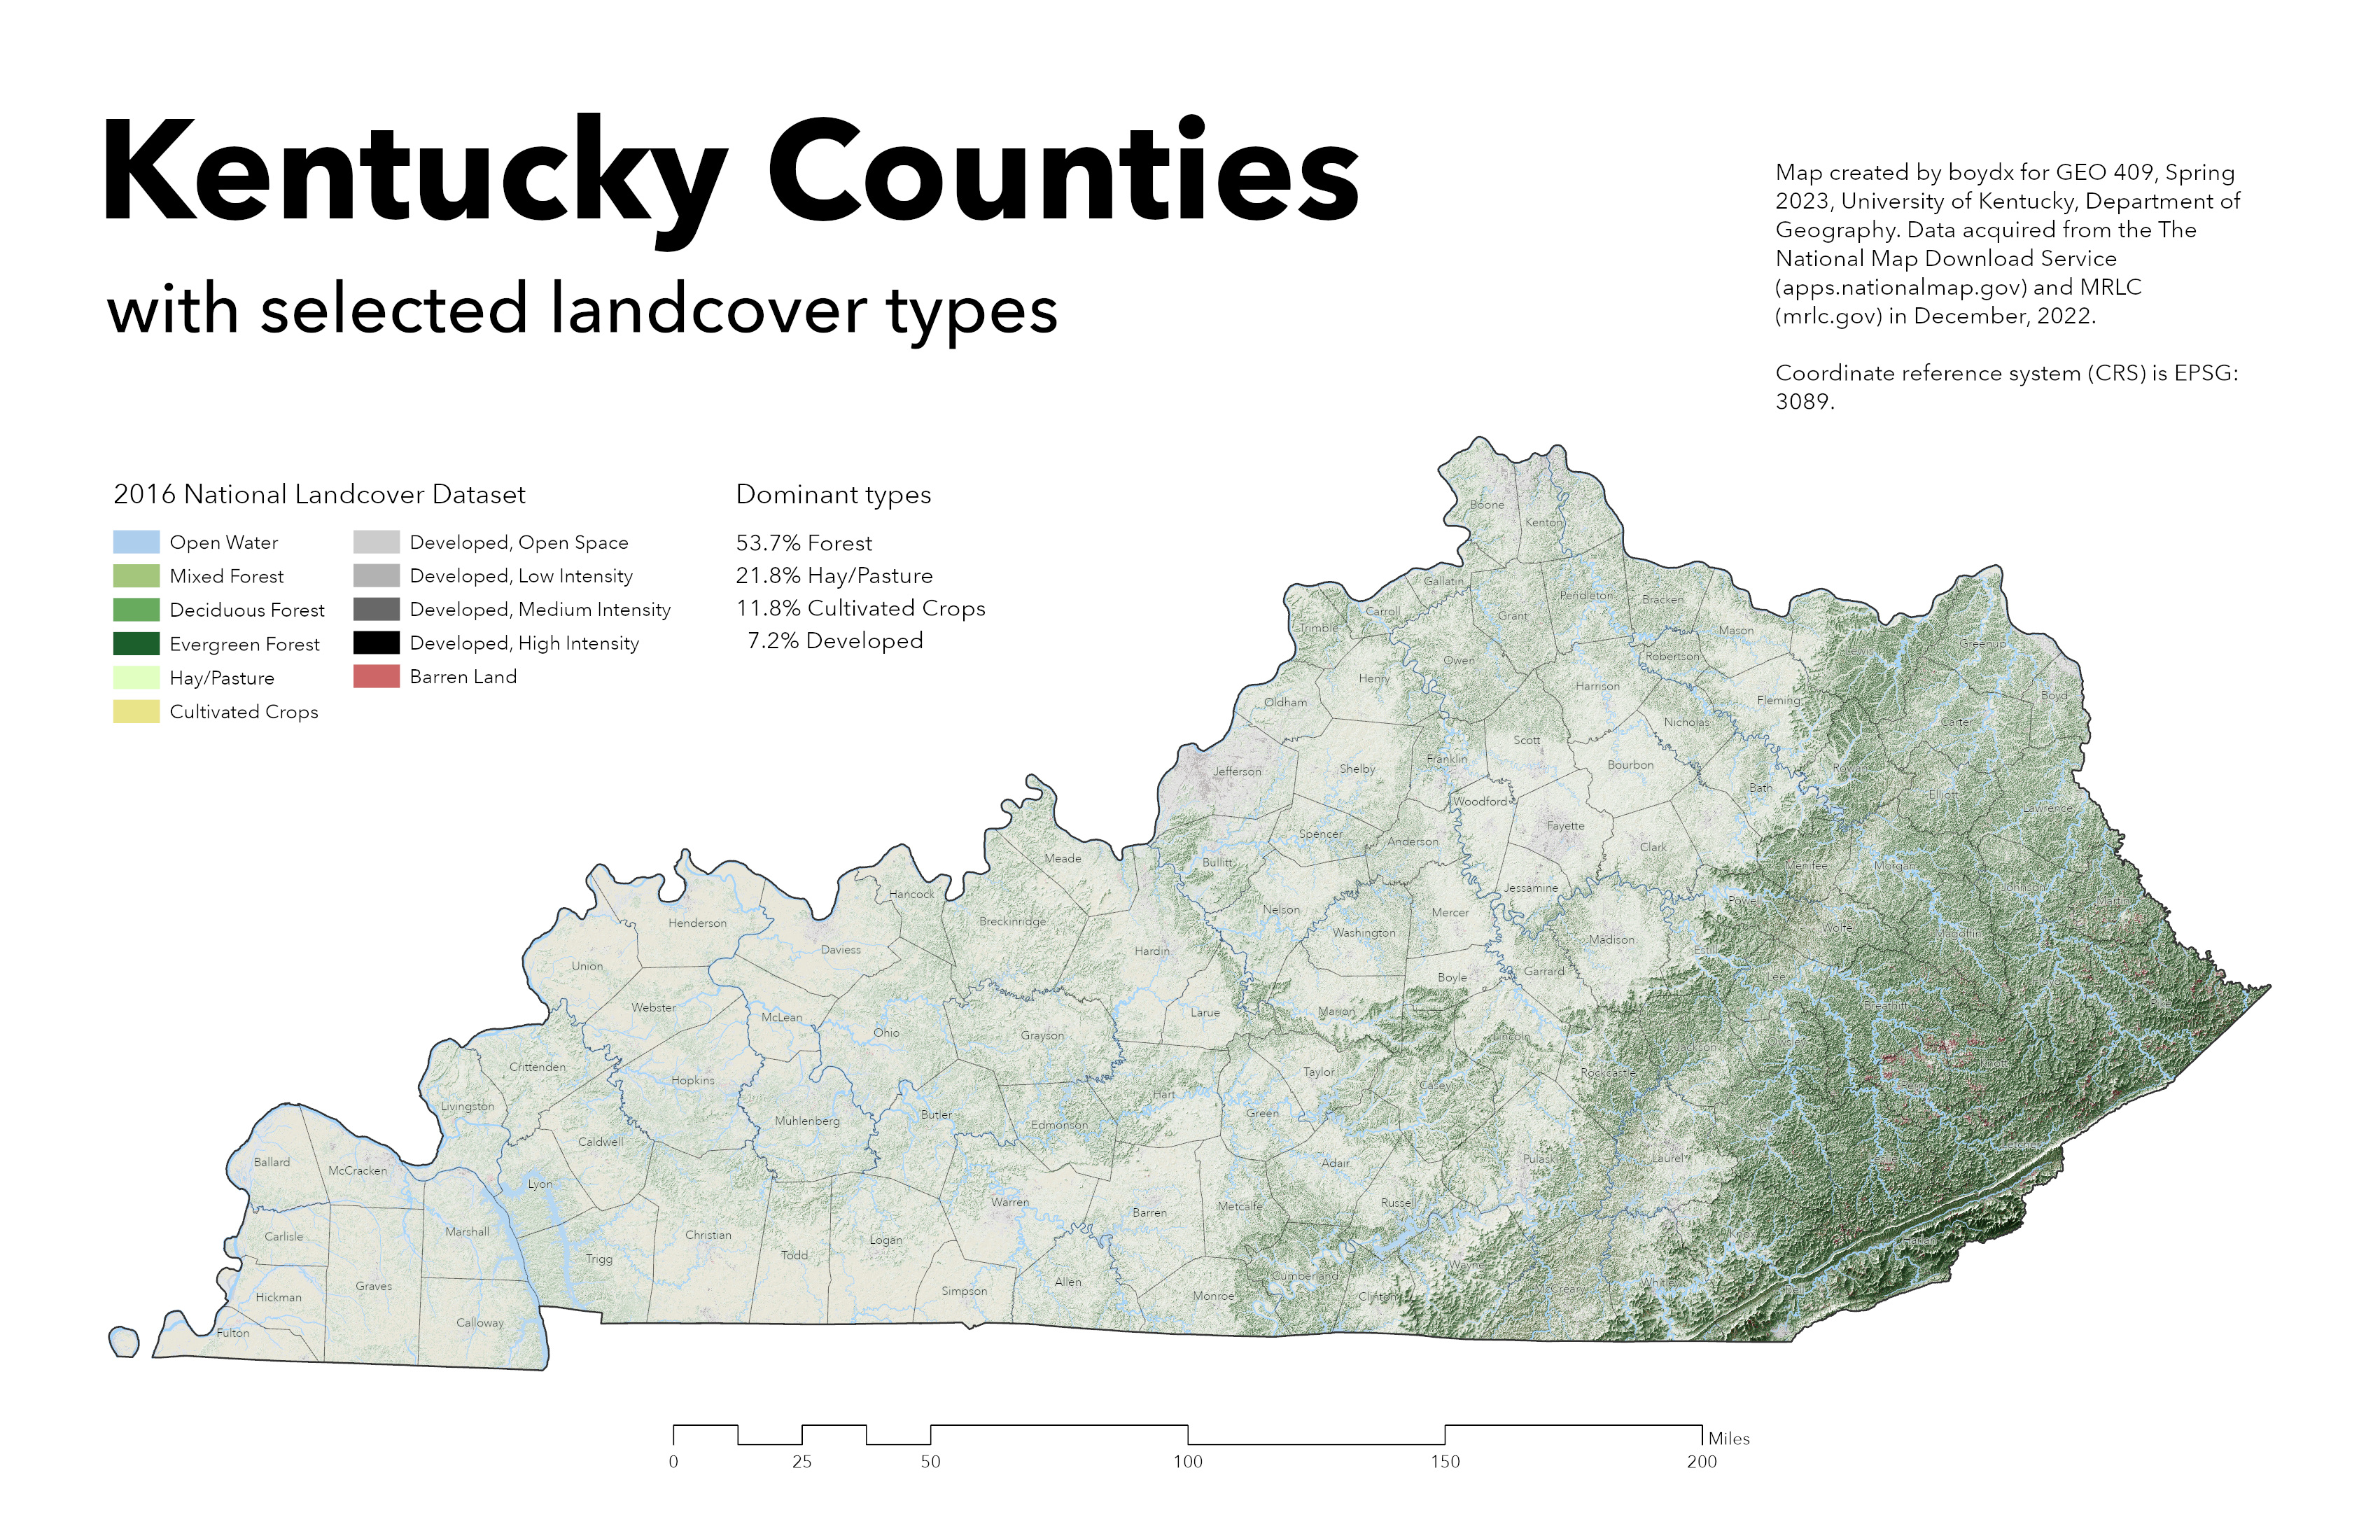 Kentucky Counties
with selected landcover types
Map created by boydx for GEO 409, Spring
2023, University of Kentucky, Department of
Geography. Data acquired from the The
National Map Download Service
(apps.nationalmap.gov) and MRLC
(mrlc.gov) in December, 2022.
Coordinate reference system (CRS) is EPSG:
3089.
2016 National Landcover Dataset
Open Water
Mixed Forest
Deciduous Forest
Evergreen Forest
Hay/Pasture
Cultivated Crops
Developed, Open Space
Developed, Low Intensity
Developed, Medium Intensity
Developed, High Intensity
Barren Land
Dominant types
53.7% Forest
21.8% Hay/Pasture
11.8% Cultivated Crops
7.2% Developed
Boone
Kenton
Gallatin
Carroll
Grant
Pendleton
Bracken
Trimble
Mason
Lewis
Greenup
Owen
Robertson
Henry
Harrison
Oldham
Fleming
Boyd
Nicholas
Carter
Scott
Franklin
Jefferson
Shelby
Bourbon
Rowan
Bath
Elliott
Woodford
Lawrence
Fayette
Spencer
Anderson
Clark
Meade
Bullitt
Menifee
Morgan
Jessamine
Johnson
Hancock
Powell
Martin
Nelson
Mercer
Breckinridge
Henderson
Washington
Wolfe
Madison
Daviess
Hardin
Estill
Union
Boyle
Garrard
Lee
Webster
Larue
Marion
McLean
Ohio
Grayson
Lincoln
Crittenden
Taylor
Rockcastle
Hopkins
Casey
Livingston
Hart
Green
Butler
Muhlenberg
Edmonson
Caldwell
Ballard
McCracken
Adair
Pulaski
Laurel
Lyon
Warren
Russell
Metcalfe
Barren
Marshall
Carlisle
Christian
Logan
Knox
Harlan
Todd
Trigg
Wayne
Cumberland
Allen
Whitley
Graves
Simpson
Monroe
Clinton
Hickman
Calloway
Fulton
0
25
50
100
150
200
Miles